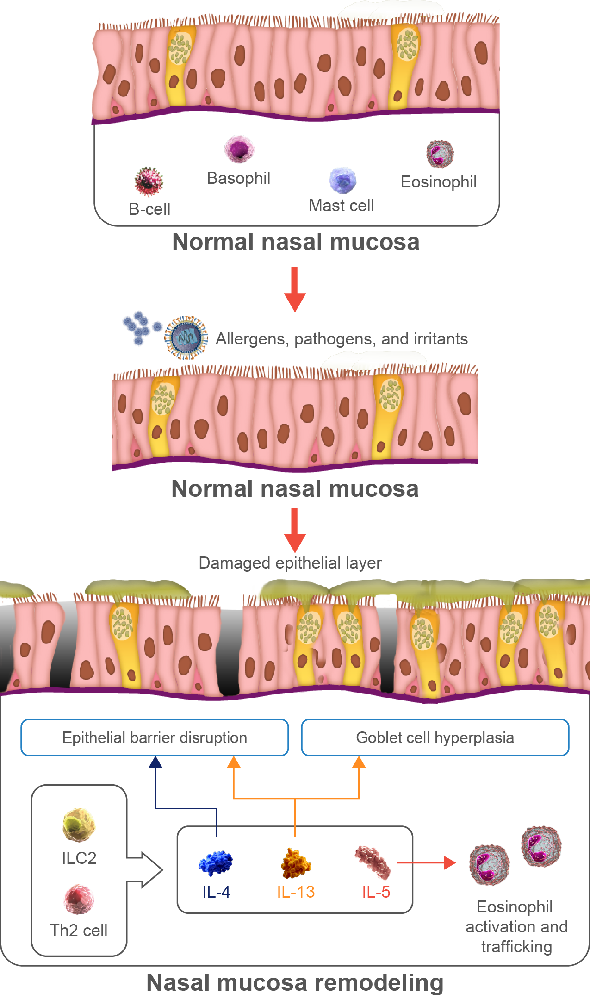 Basophil
Eosinophil
B-cell
Mast cell
Normal nasal mucosa
Allergens, pathogens, and irritants
Normal nasal mucosa
Damaged epithelial layer
Epithelial barrier disruption
Goblet cell hyperplasia
ILC2
Th2 cell
IL-4
IL-13
IL-5
Eosinophil
activation and
trafficking
Nasal mucosa remodeling